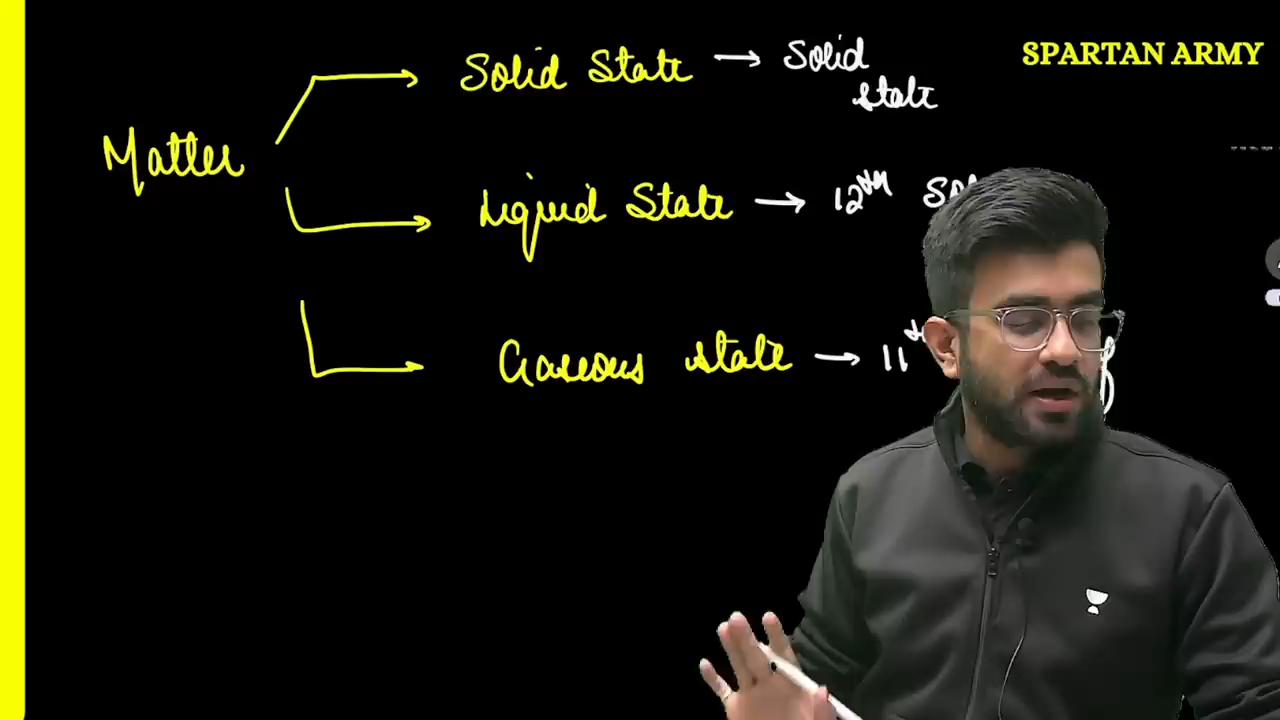 SPARTAN ARMY
Matter
Solid State → Solid
State
Liquid State → 12th
Gaseous State → 11